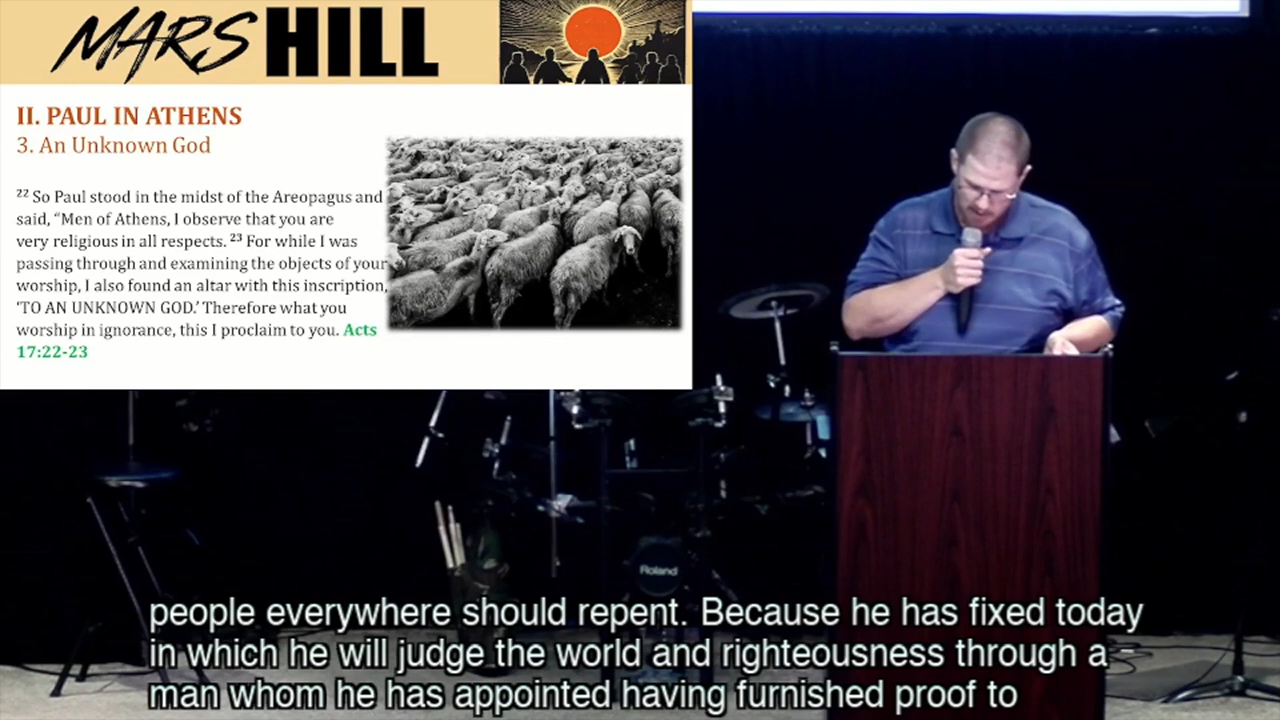 MARS HILL
II. PAUL IN ATHENS
3. An Unknown God
22 So Paul stood in the midst of the Areopagus and
said, “Men of Athens, I observe that you are
very religious in all respects. 23 For while I was
passing through and examining the objects of your
worship, I also found an altar with this inscription,
‘TO AN UNKNOWN GOD.’ Therefore what you
worship in ignorance, this I proclaim to you. Acts
17:22-23
Roland
people everywhere should repent. Because he has fixed today
in which he will judge the world and righteousness through a
man whom he has appointed having furnished proof to